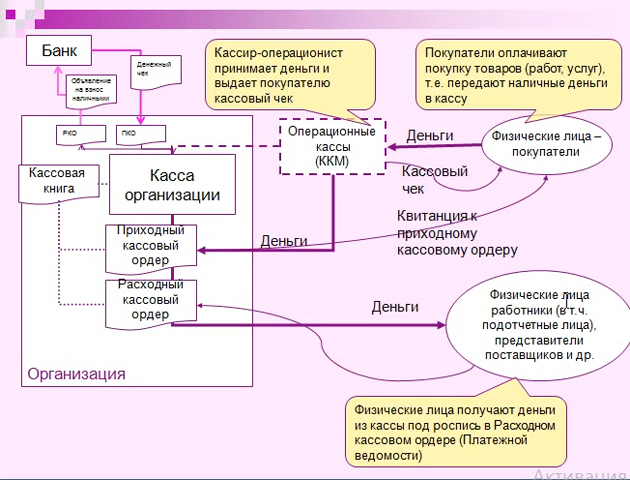 Банк
Объявление
на взнос
наличными
Денежный
чек
Кассир-операционист
принимает деньги и
выдает покупателю
кассовый чек
Покупатели оплачивают
покупку товаров (работ, услуг),
т.е. передают наличные деньги
в кассу
РКО
ПКО
Операционные
кассы
(ККМ)
Деньги
Физические лица –
покупатели
Кассовая
книга
Касса
организации
Кассовый
чек
Квитанция к
приходному
кассовому ордеру
Приходный
кассовый
ордер
Деньги
Расходный
кассовый
ордер
Деньги
Физические лица
работники (в т.ч.
подотчетные лица),
представители
поставщиков и др.
Организация
Физические лица получают деньги
из кассы под роспись в Расходном
кассовом ордере (Платежной
ведомости)
Активация